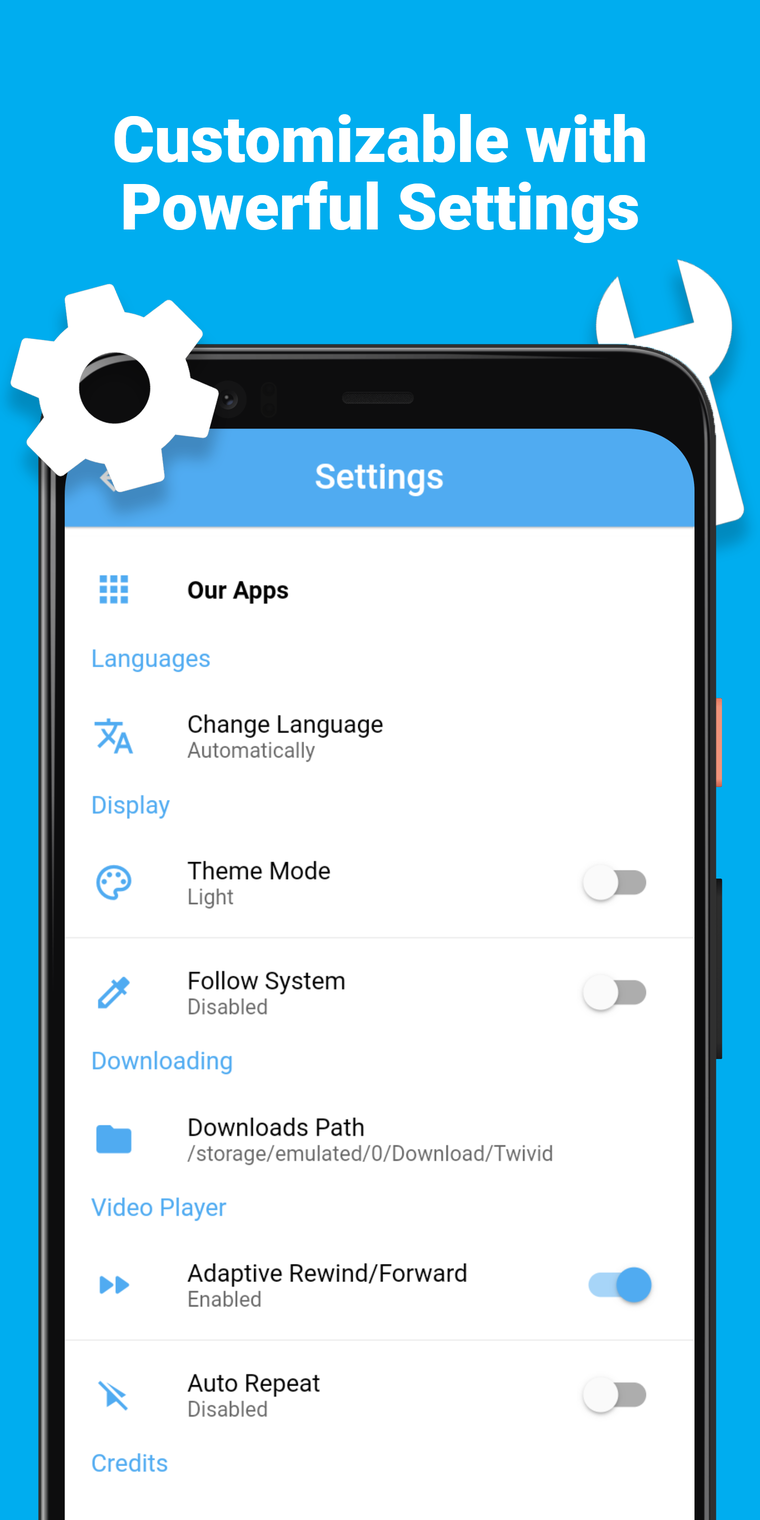 Customizable with
Powerful Settings
Settings
Our Apps
Languages
Change Language
Automatically
Display
Theme Mode
Light
Follow System
Disabled
Downloading
Downloads Path
/storage/emulated/0/Download/Twivid
Video Player
Adaptive Rewind/Forward
Enabled
Auto Repeat
Disabled
Credits